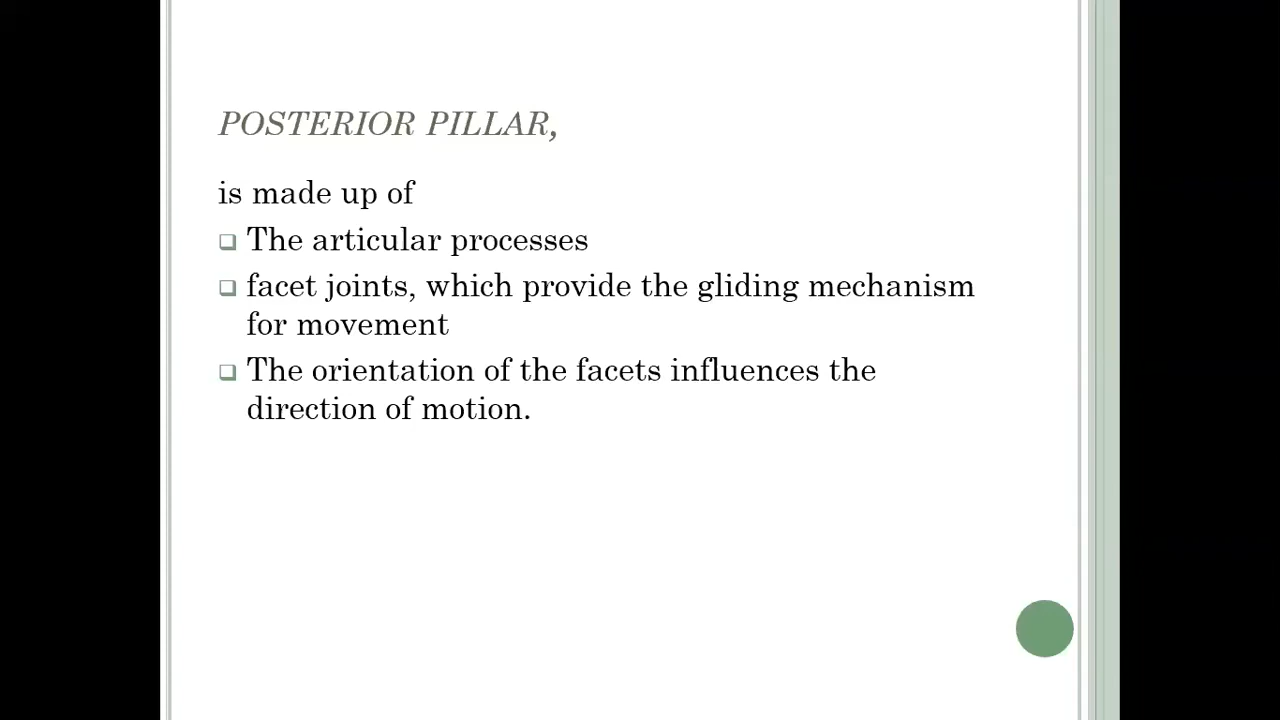 POSTERIOR PILLAR,
is made up of
❑ The articular processes
❑ facet joints, which provide the gliding mechanism
for movement
❑ The orientation of the facets influences the
direction of motion.